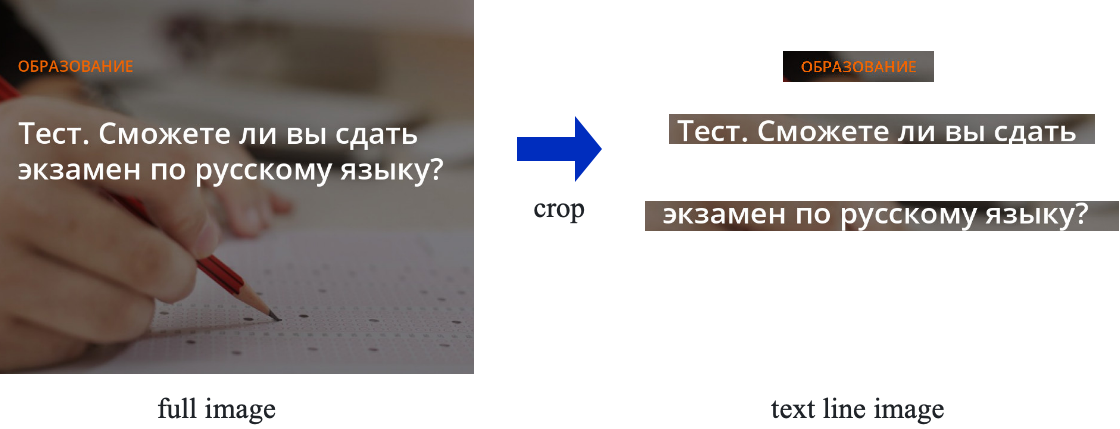 ОБРАЗОВАНИЕ
Тест. Сможете ли вы сдать
экзамен по русскому языку?
full image
crop
ОБРАЗОВАНИЕ
Тест. Сможете ли вы сдать
экзамен по русскому языку?
text line image